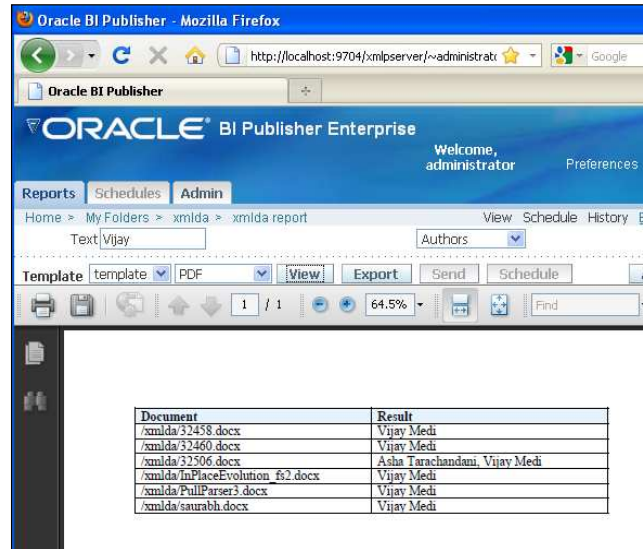 Oracle BI Publisher - Mozilla Firefox
http://localhost:9704/xmlpserver/~administrato
Google
Oracle BI Publisher
ORACLE BI Publisher Enterprise
Welcome,
administrator
Preferences
Reports Schedules Admin
Home > My Folders > xmlda > xmlda report View Schedule History
Text Vijay Authors
Template template PDF View Export Send Schedule
1 / 1 64.5% Find
Document Result
/xmlda/32458.docx Vijay Medi
/xmlda/32460.docx Vijay Medi
/xmlda/32506.docx Asha Tarachandani, Vijay Medi
/xmlda/InPlaceEvolution_fs2.docx Vijay Medi
/xmlda/PullParser3.docx Vijay Medi
/xmlda/saurabh.docx Vijay Medi